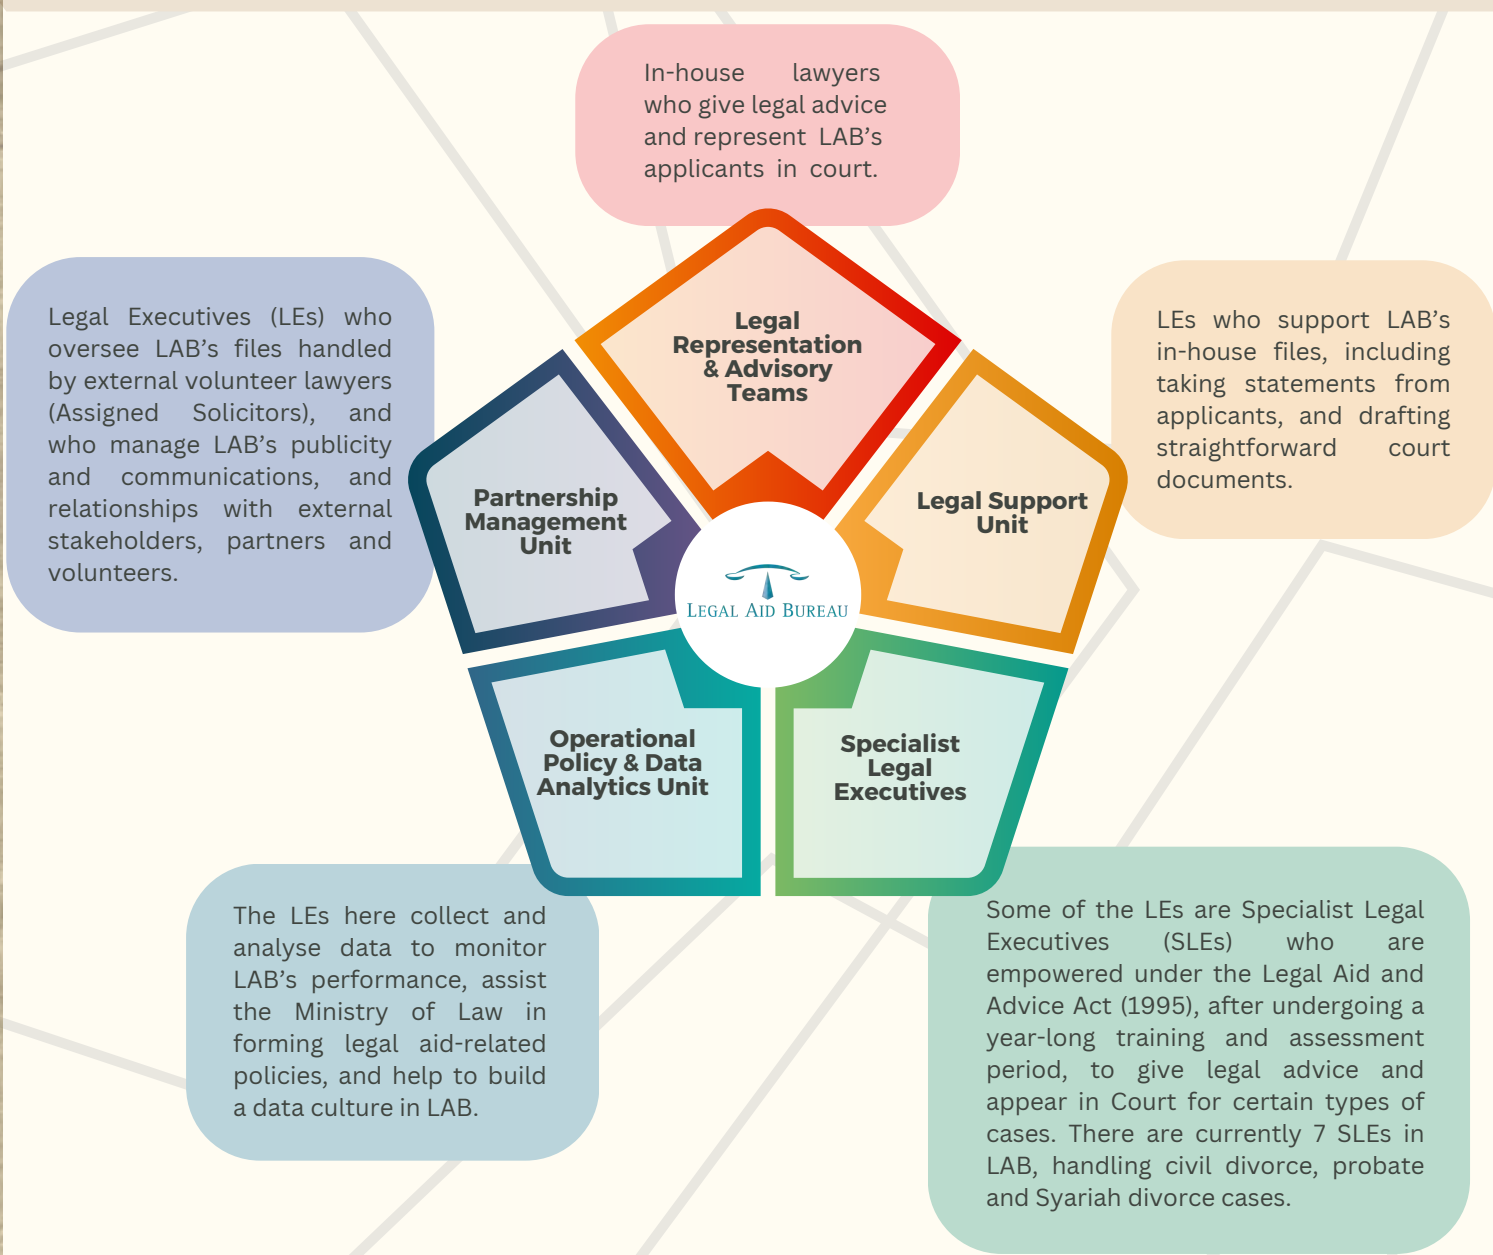 In-house lawyers
who give legal advice
and represent LAB’s
applicants in court.
Legal Executives (LEs) who
oversee LAB’s files handled
by external volunteer lawyers
(Assigned Solicitors), and
who manage LAB’s publicity
and communications, and
relationships with external
stakeholders, partners and
volunteers.
LEs who support LAB’s
in-house files, including
taking statements from
applicants, and drafting
straightforward court
documents.
Legal
Representation
& Advisory
Teams
Partnership
Management
Unit
Legal Support
Unit
LEGAL AID BUREAU
Operational
Policy & Data
Analytics Unit
Specialist
Legal
Executives
The LEs here collect and
analyse data to monitor
LAB’s performance, assist
the Ministry of Law in
forming legal aid-related
policies, and help to build
a data culture in LAB.
Some of the LEs are Specialist Legal
Executives (SLEs) who are
empowered under the Legal Aid and
Advice Act (1995), after undergoing a
year-long training and assessment
period, to give legal advice and
appear in Court for certain types of
cases. There are currently 7 SLEs in
LAB, handling civil divorce, probate
and Syariah divorce cases.